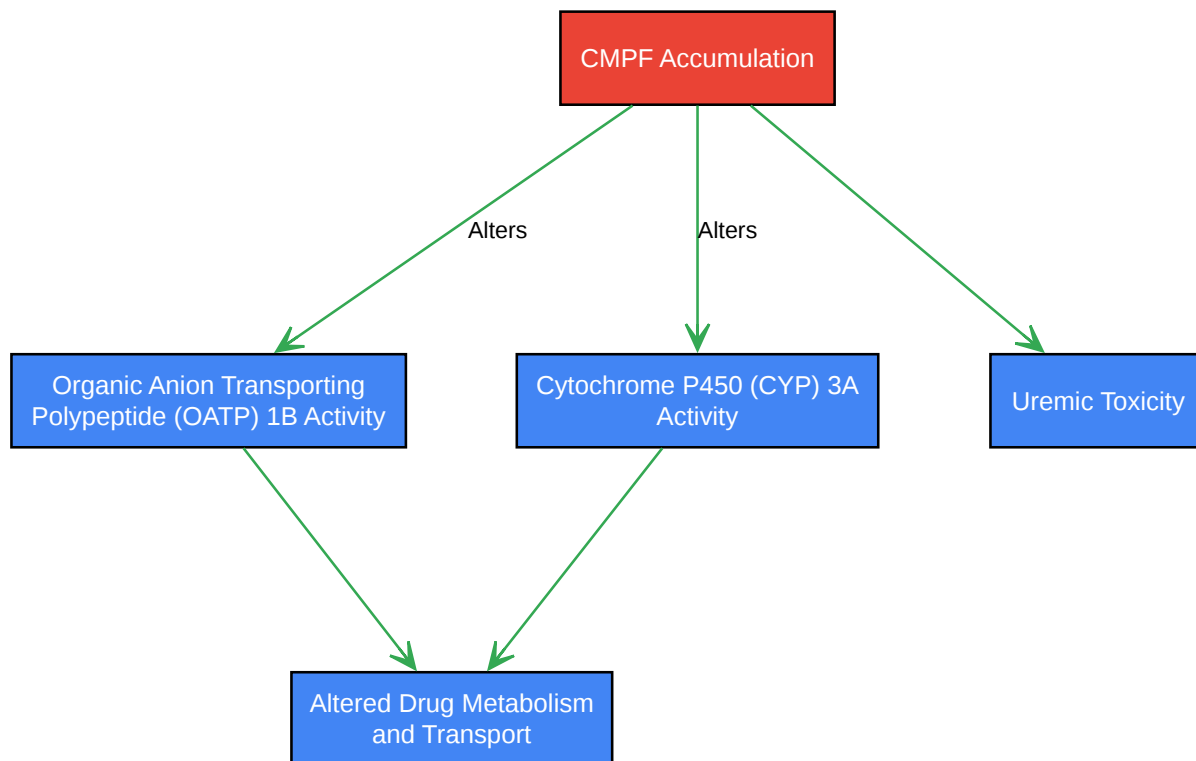 CMPF Accumulation
Alters
Alters
Organic Anion Transporting
Polypeptide (OATP) 1B Activity
Cytochrome P450 (CYP) 3A
Activity
Uremic Toxicity
Altered Drug Metabolism
and Transport